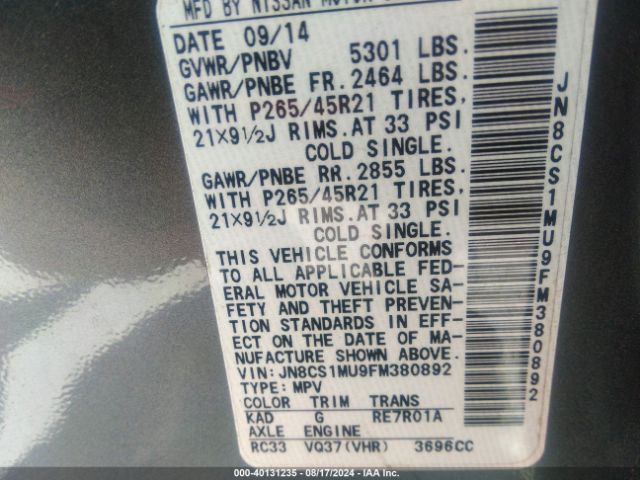 MFD BY NISSAN MOTOR
DATE 09/14
GVWR/PNBV 5301 LBS.
GAWR/PNBE FR. 2464 LBS.
WITH P265/45R21 TIRES,
21X9½J RIMS. AT 33 PSI
COLD SINGLE.
GAWR/PNBE RR. 2855 LBS.
WITH P265/45R21 TIRES,
21X9½J RIMS. AT 33 PSI
COLD SINGLE.
THIS VEHICLE CONFORMS
TO ALL APPLICABLE FED-
ERAL MOTOR VEHICLE SA-
FETY AND THEFT PREVEN-
TION STANDARDS IN EFF-
ECT ON THE DATE OF MA-
NUFACTURE SHOWN ABOVE.
VIN: JN8CS1MU9FM380892
TYPE: MPV
COLOR TRIM TRANS
KAD G RE7R01A
AXLE ENGINE
RC33 VQ37(VHR) 3696CC
JN8CS1MU9FM380892
000-40131235 - 08/17/2024 - IAAI.com